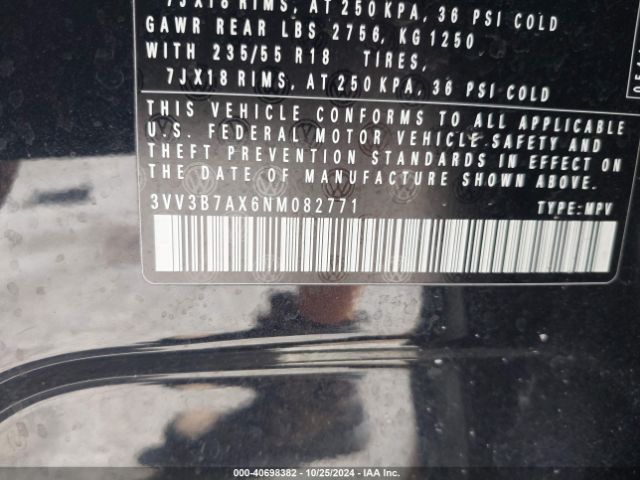 7JX18 RIMS, AT 250 KPA, 36 PSI COLD
GAWR REAR LBS 2756, KG1250
WITH 235/55 R18 TIRES,
7JX18 RIMS, AT 250 KPA, 36 PSI COLD
THIS VEHICLE CONFORMS TO ALL APPLICABLE
U.S. FEDERAL MOTOR VEHICLE SAFETY AND
THEFT PREVENTION STANDARDS IN EFFECT ON
THE DATE OF MANUFACTURE SHOWN ABOVE.
3VV3B7AX6NM082771 TYPE: MPV
000-40698382 - 10/25/2024 - IAA Inc.